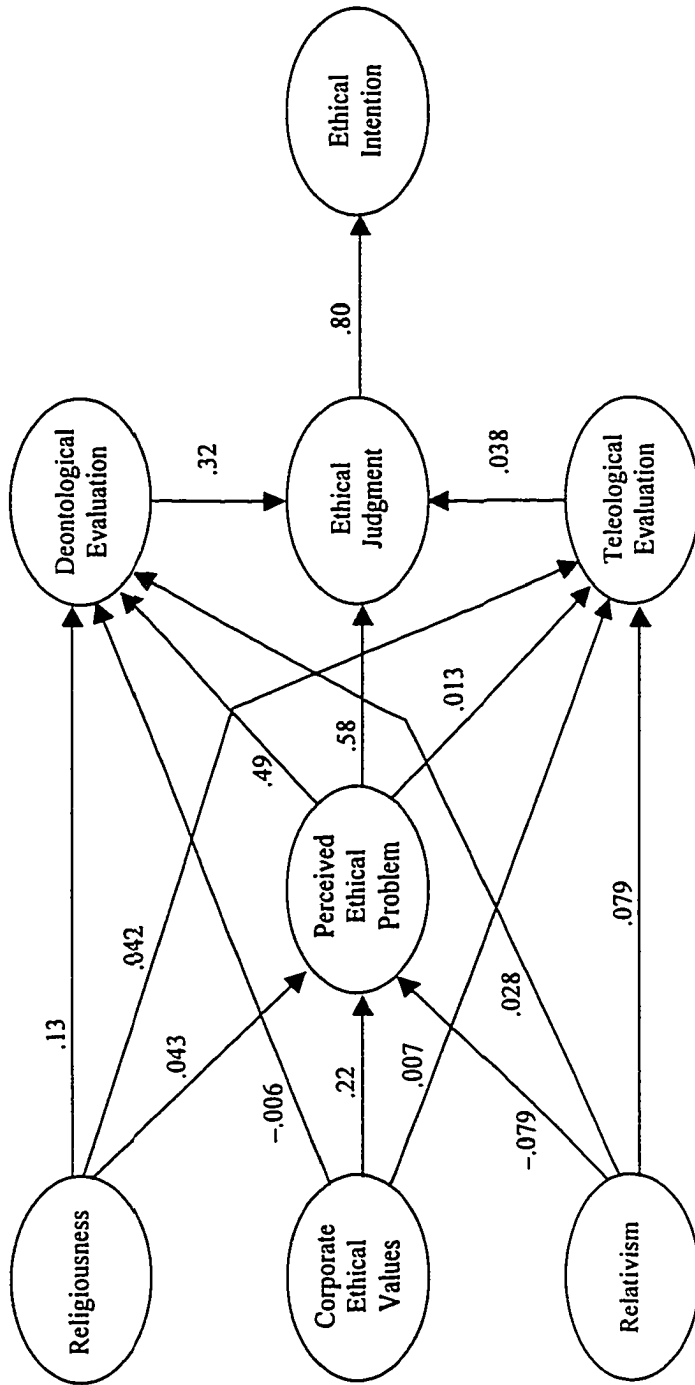 Religiousness
Corporate
Ethical
Values
Relativism
.13
.042
.043
–.006
.22
.007
–.079
.028
.079
Perceived
Ethical
Problem
.49
.58
.013
Deontological
Evaluation
.32
Ethical
Judgment
.038
Teleological
Evaluation
.80
Ethical
Intention